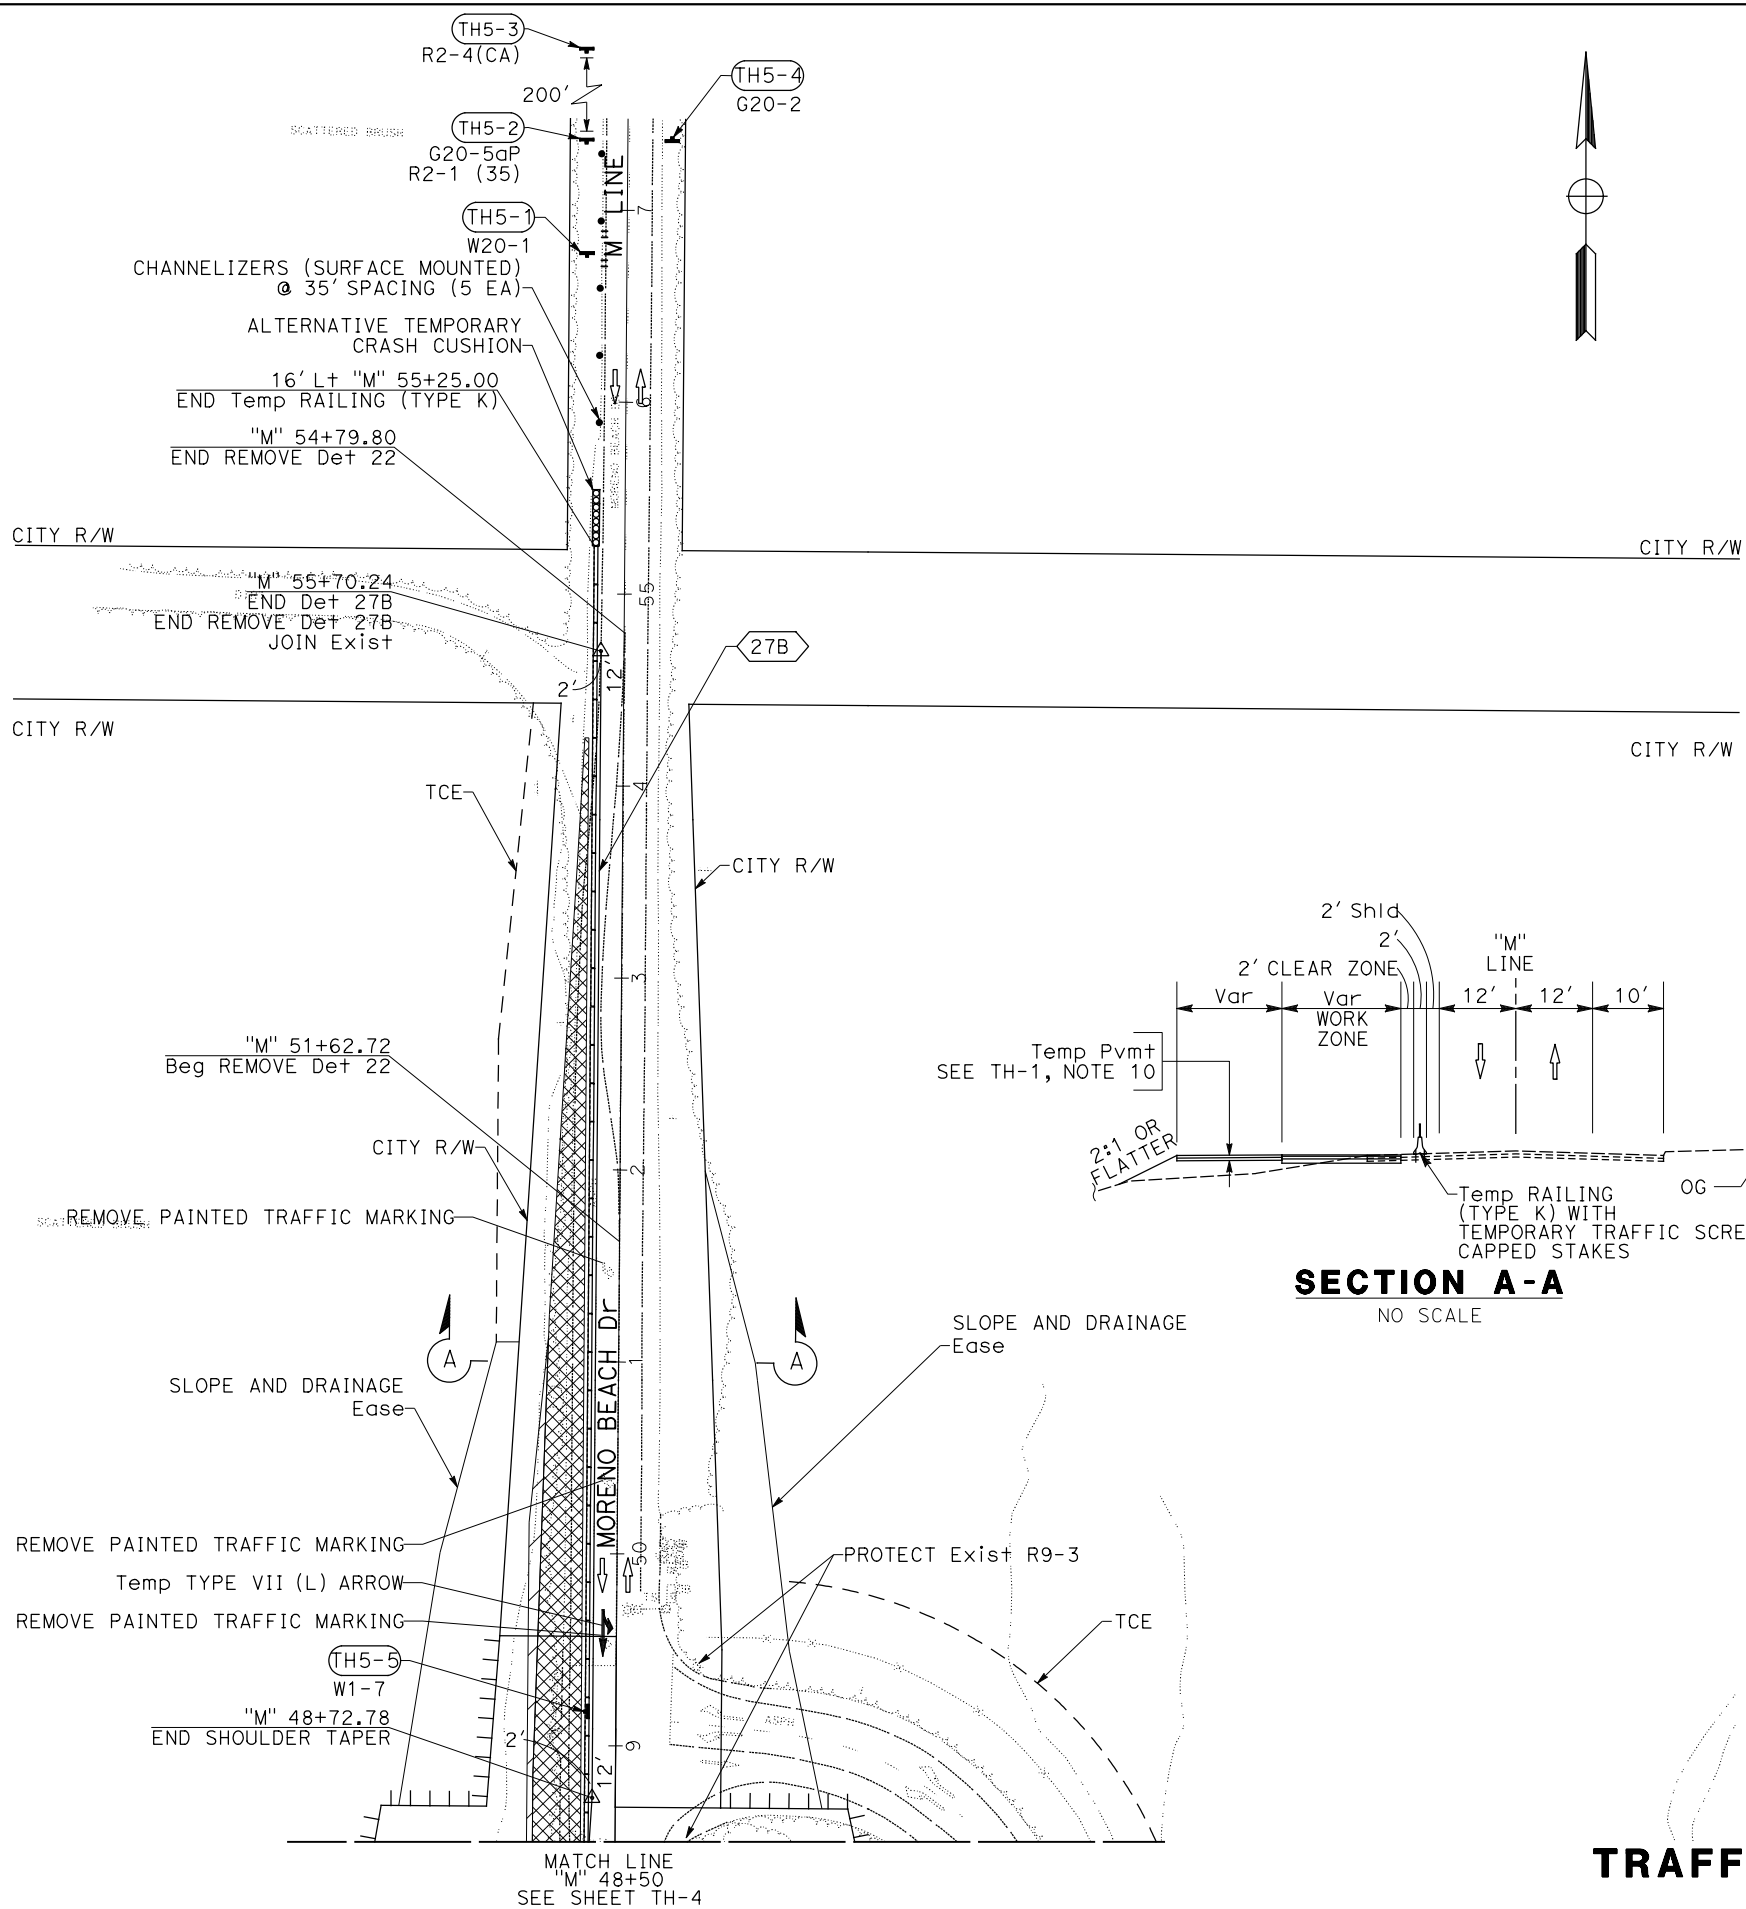 TH5-3
R2-4(CA)
TH5-4
G20-2
200'
SCATTERED BRUSH
TH5-2
G20-5aP
R2-1 (35)
"M" LINE
7
TH5-1
W20-1
CHANNELIZERS (SURFACE MOUNTED)
@ 35' SPACING (5 EA)
ALTERNATIVE TEMPORARY
CRASH CUSHION
16' Lt "M" 55+25.00
END Temp RAILING (TYPE K)
6
"M" 54+79.80
END REMOVE Det 22
CITY R/W
CITY R/W
"M" 55+70.24
END Det 27B
END REMOVE Det 27B
JOIN Exist
55
27B
2'
12'
CITY R/W
CITY R/W
TCE
4
CITY R/W
3
2' Shld
2'
2' CLEAR ZONE
"M"
LINE
Var
Var
WORK
ZONE
12'
12'
10'
"M" 51+62.72
Beg REMOVE Det 22
Temp Pvmt
SEE TH-1, NOTE 10
2:1 OR
FLATTER
CITY R/W
2
OG
Temp RAILING
(TYPE K) WITH
TEMPORARY TRAFFIC SCRE
CAPPED STAKES
SCATTERED BRUSH
REMOVE PAINTED TRAFFIC MARKING
SECTION A-A
NO SCALE
MORENO BEACH Dr
A
A
1
SLOPE AND DRAINAGE
Ease
SLOPE AND DRAINAGE
Ease
REMOVE PAINTED TRAFFIC MARKING
50
PROTECT Exist R9-3
Temp TYPE VII (L) ARROW
REMOVE PAINTED TRAFFIC MARKING
TCE
TH5-5
W1-7
"M" 48+72.78
END SHOULDER TAPER
ASPH
2'
12'
9
MATCH LINE
"M" 48+50
SEE SHEET TH-4
TRAFF